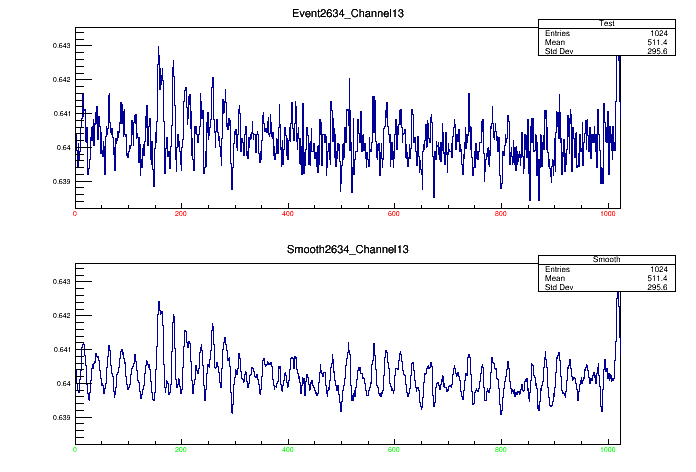 Event2634_Channel13
Test
Entries 1024
Mean 511.4
Std Dev 295.6
0.643
0.642
0.641
0.64
0.639
0 200 400 600 800 1000
Smooth2634_Channel13
Smooth
Entries 1024
Mean 511.4
Std Dev 295.6
0.643
0.642
0.641
0.64
0.639
0 200 400 600 800 1000